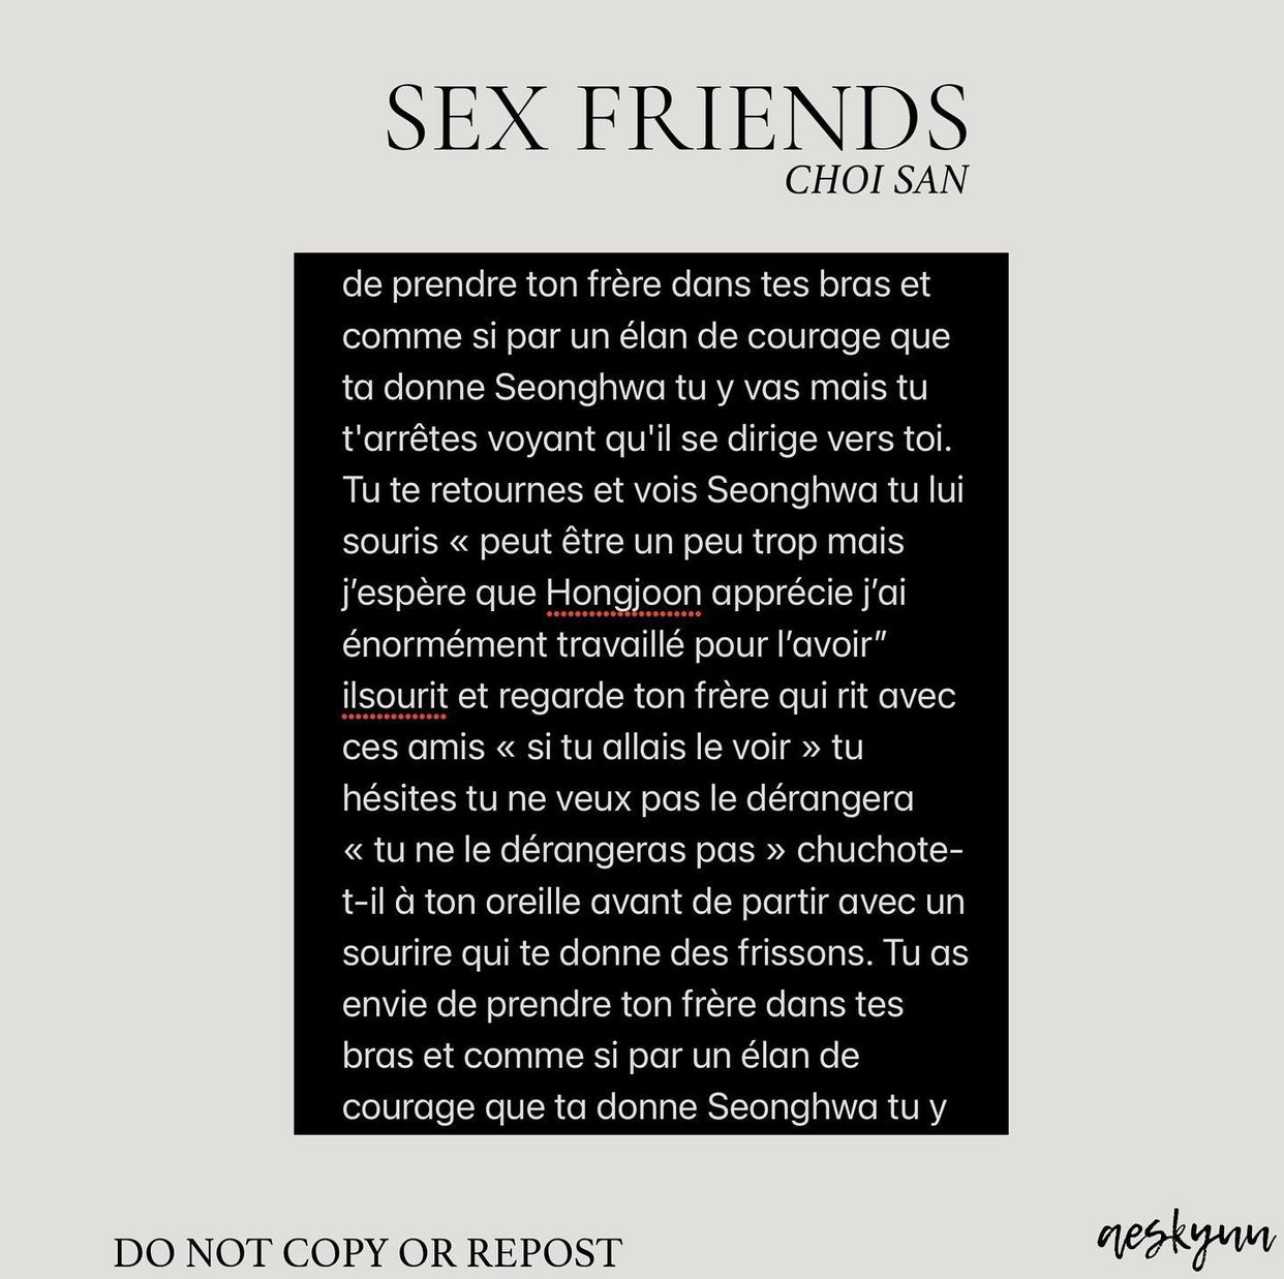 SEX FRIENDS
CHOI SAN
de prendre ton frère dans tes bras et
comme si par un élan de courage que
ta donne Seonghwa tu y vas mais tu
t'arrêtes voyant qu'il se dirige vers toi.
Tu te retournes et vois Seonghwa tu lui
souris « peut être un peu trop mais
j’espère que Hongjoon apprécie j’ai
énormément travaillé pour l’avoir”
ilsourit et regarde ton frère qui rit avec
ces amis « si tu allais le voir » tu
hésites tu ne veux pas le dérangera
« tu ne le dérangeras pas » chuchote-
t-il à ton oreille avant de partir avec un
sourire qui te donne des frissons. Tu as
envie de prendre ton frère dans tes
bras et comme si par un élan de
courage que ta donne Seonghwa tu y
DO NOT COPY OR REPOST
aeskynn